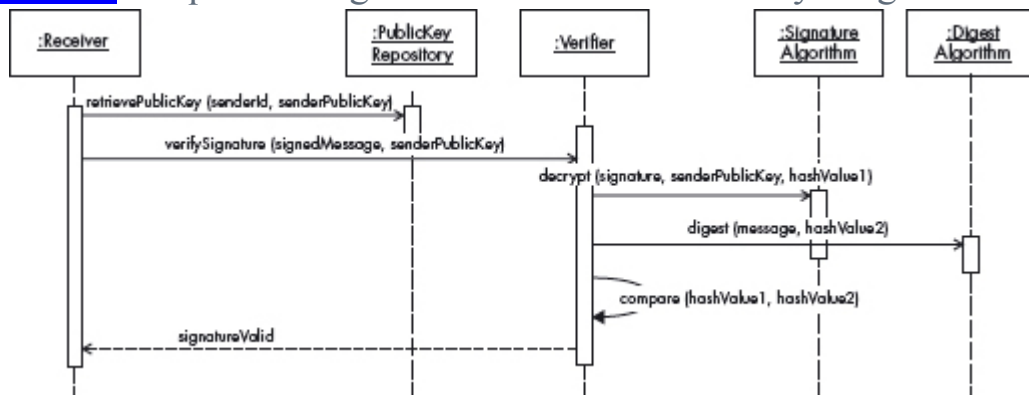 :Receiver
:PublicKey
Repository
:Verifier
:Signature
Algorithm
:Digest
Algorithm
retrievePublicKey (senderId, senderPublicKey)
verifySignature (signedMessage, senderPublicKey)
decrypt (signature, senderPublicKey, hashValue1)
digest (message, hashValue2)
compare (hashValue1, hashValue2)
signatureValid